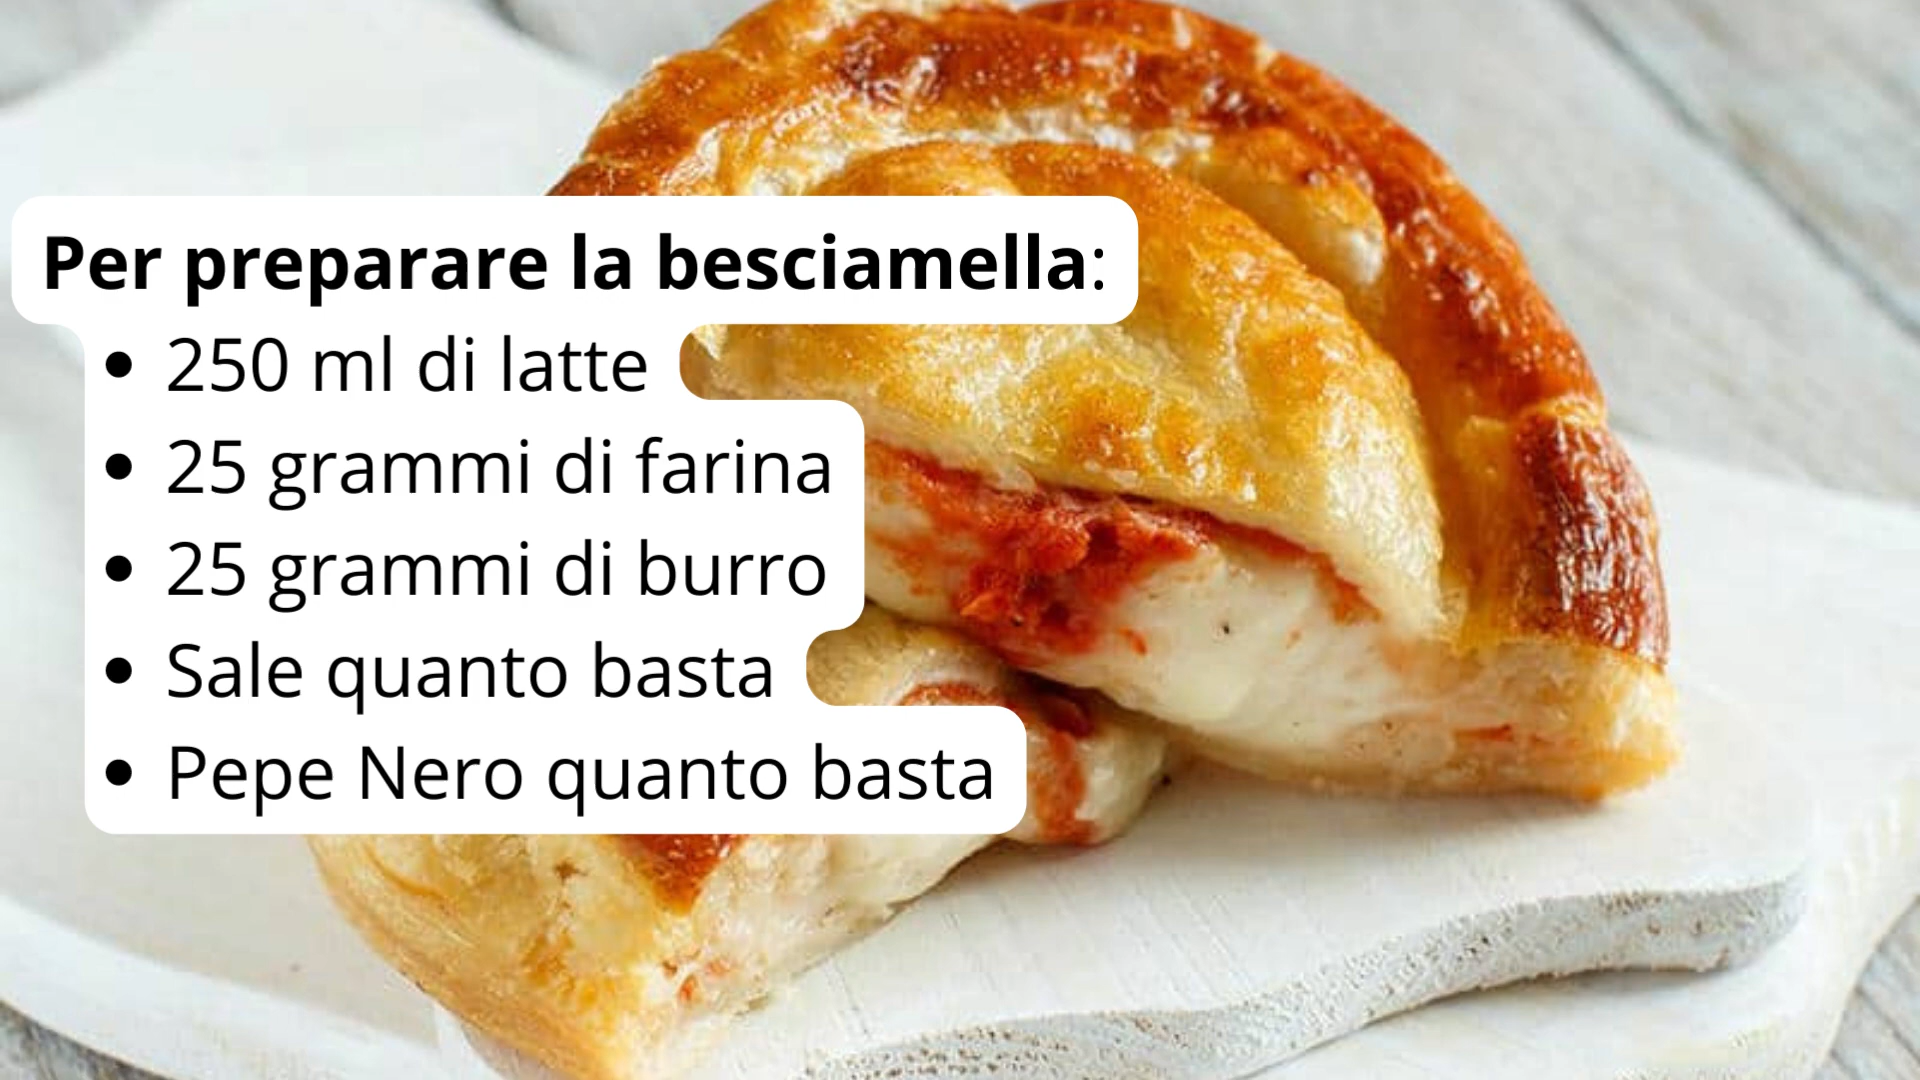 Per preparare la besciamella:
• 250 ml di latte
• 25 grammi di farina
• 25 grammi di burro
• Sale quanto basta
• Pepe Nero quanto basta